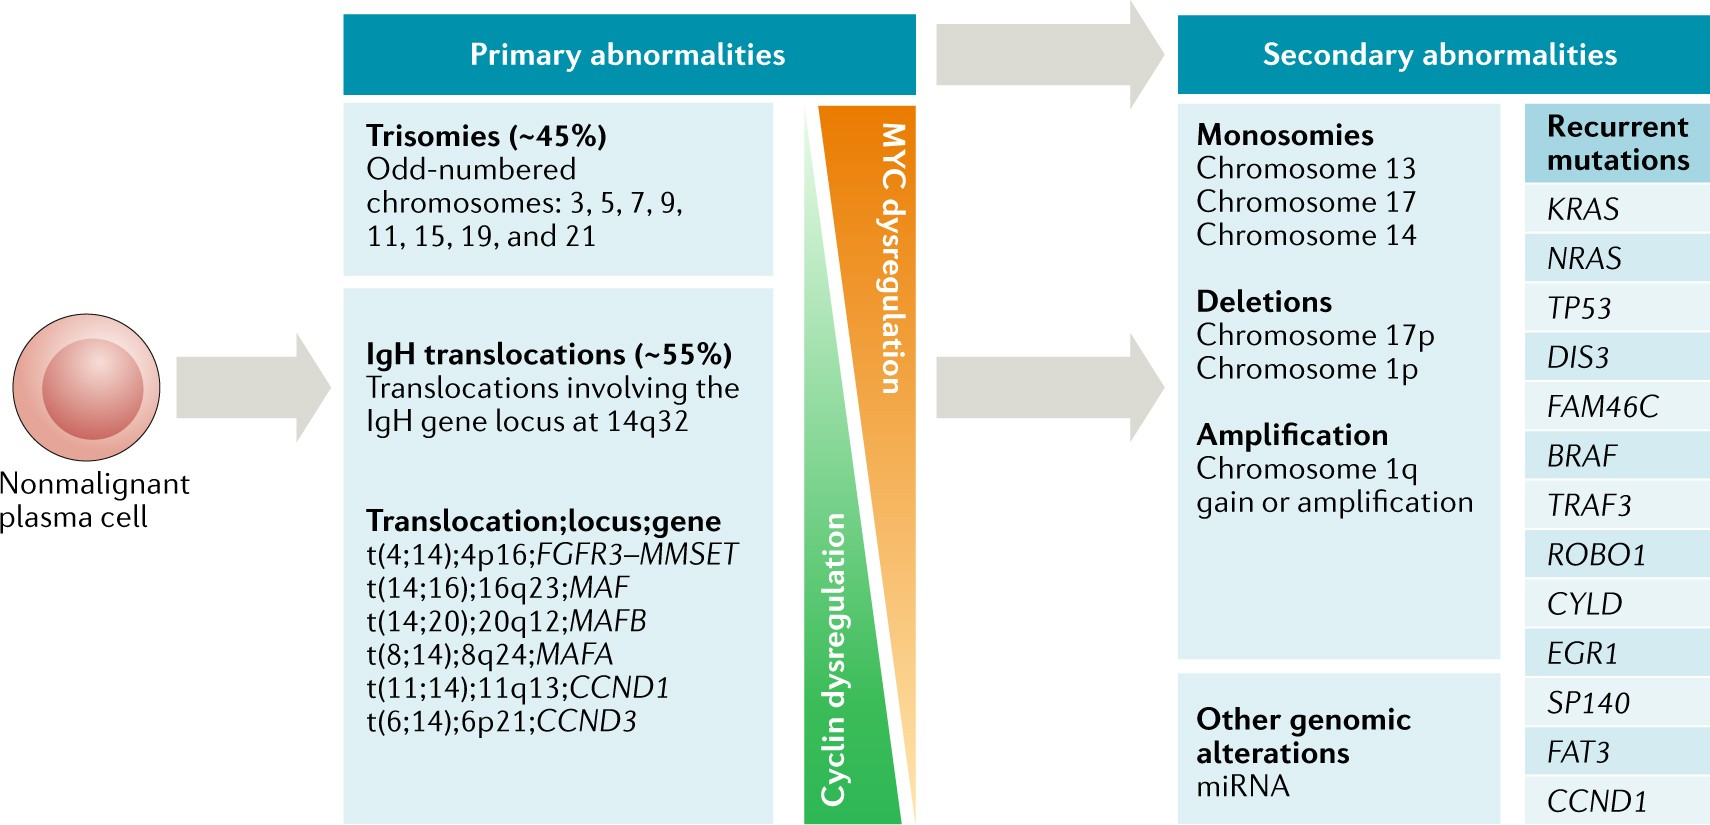 Nonmalignant
plasma cell
Primary abnormalities
Trisomies (~45%)
Odd-numbered
chromosomes: 3, 5, 7, 9,
11, 15, 19, and 21
IgH translocations (~55%)
Translocations involving the
IgH gene locus at 14q32
Translocation;locus;gene
t(4;14);4p16;FGFR3–MMSET
t(14;16);16q23;MAF
t(14;20);20q12;MAFB
t(8;14);8q24;MAFA
t(11;14);11q13;CCND1
t(6;14);6p21;CCND3
Cyclin dysregulation
MYC dysregulation
Secondary abnormalities
Monosomies
Chromosome 13
Chromosome 17
Chromosome 14
Deletions
Chromosome 17p
Chromosome 1p
Amplification
Chromosome 1q
gain or amplification
Other genomic
alterations
miRNA
Recurrent
mutations
KRAS
NRAS
TP53
DIS3
FAM46C
BRAF
TRAF3
ROBO1
CYLD
EGR1
SP140
FAT3
CCND1